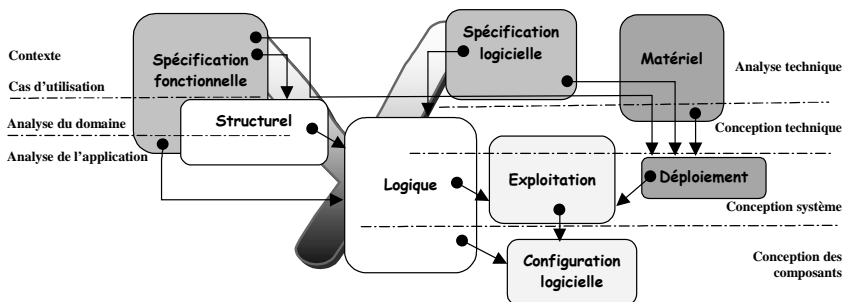 Contexte
Cas d'utilisation
Analyse du domaine
Analyse de l'application
Spécification
fonctionnelle
Structurel
Spécification
logicielle
Matériel
Analyse technique
Conception technique
Logique
Exploitation
Déploiement
Conception système
Configuration
logicielle
Conception des
composants